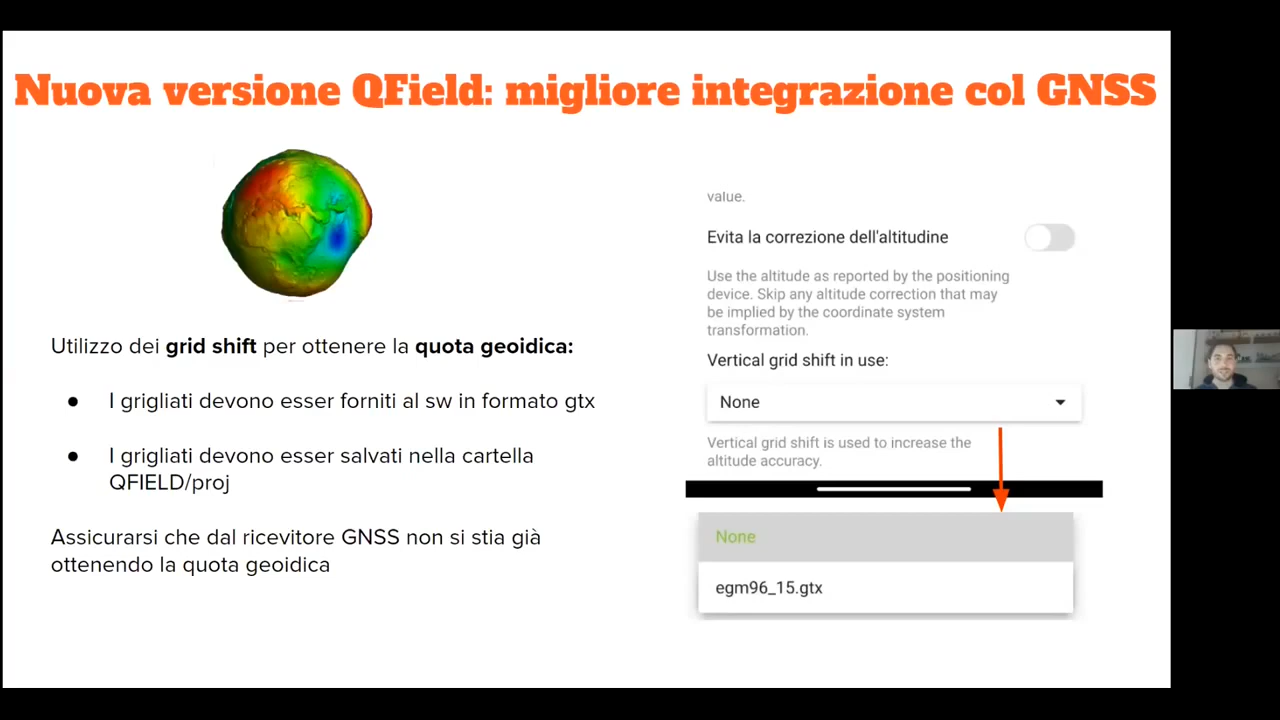 Nuova versione QField: migliore integrazione col GNSS
Utilizzo dei grid shift per ottenere la quota geoidica:
● I grigliati devono esser forniti al sw in formato gtx
● I grigliati devono esser salvati nella cartella
QFIELD/proj
Assicurarsi che dal ricevitore GNSS non si stia già
ottenendo la quota geoidica
value.
Evita la correzione dell'altitudine
Use the altitude as reported by the positioning
device. Skip any altitude correction that may
be implied by the coordinate system
transformation.
Vertical grid shift in use:
None
Vertical grid shift is used to increase the
altitude accuracy.
None
egm96_15.gtx